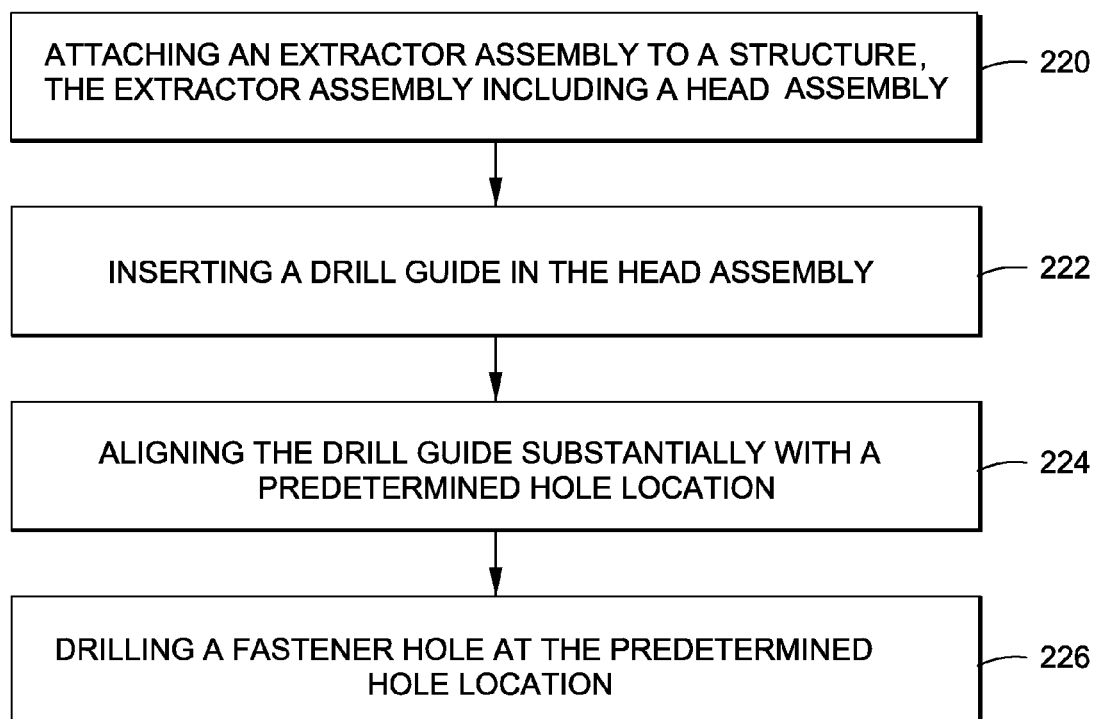 ATTACHING AN EXTRACTOR ASSEMBLY TO A STRUCTURE,
THE EXTRACTOR ASSEMBLY INCLUDING A HEAD ASSEMBLY
220
INSERTING A DRILL GUIDE IN THE HEAD ASSEMBLY
222
ALIGNING THE DRILL GUIDE SUBSTANTIALLY WITH A
PREDETERMINED HOLE LOCATION
224
DRILLING A FASTENER HOLE AT THE PREDETERMINED
HOLE LOCATION
226